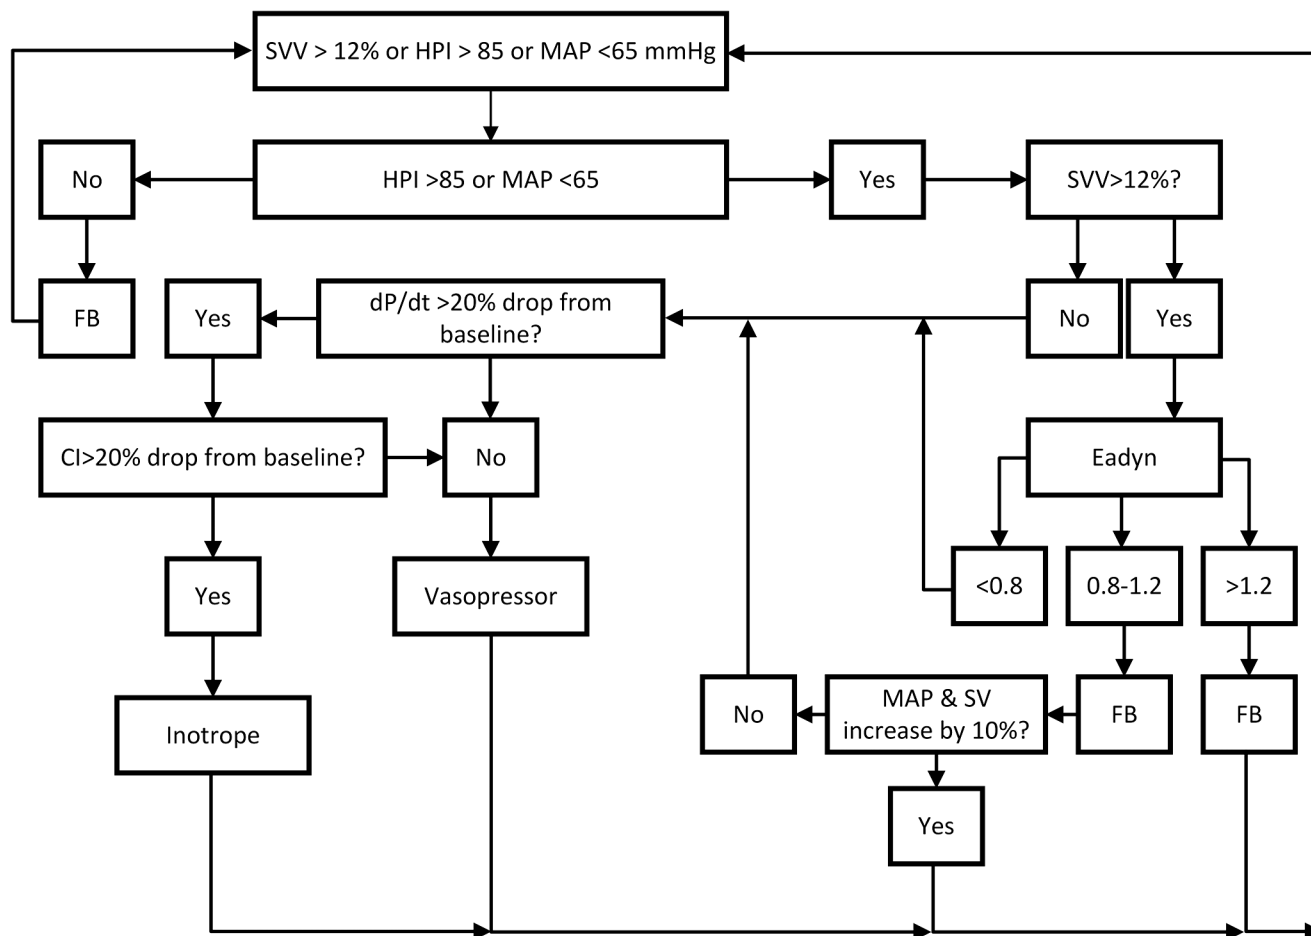 SVV > 12% or HPI > 85 or MAP <65 mmHg
No
HPI >85 or MAP <65
Yes
SVV>12%?
FB
Yes
dP/dt >20% drop from
baseline?
No
Yes
CI>20% drop from baseline?
No
Eadyn
Yes
Vasopressor
<0.8
0.8-1.2
>1.2
Inotrope
No
MAP & SV
increase by 10%?
FB
FB
Yes